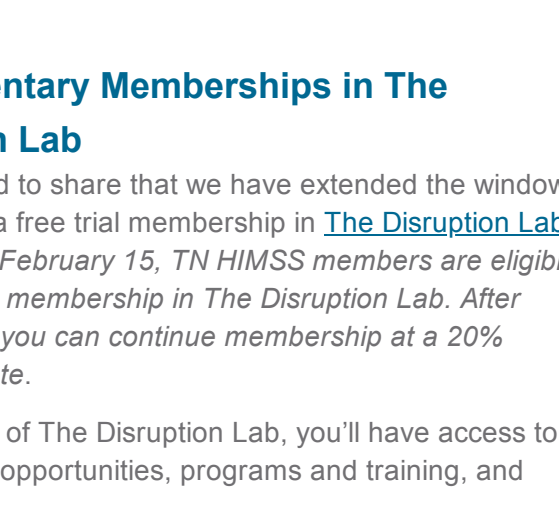 entary Memberships in The
n Lab
d to share that we have extended the window
a free trial membership in The Disruption Lab
February 15, TN HIMSS members are eligib
membership in The Disruption Lab. After
you can continue membership at a 20%
te.
of The Disruption Lab, you'll have access to
opportunities, programs and training, and